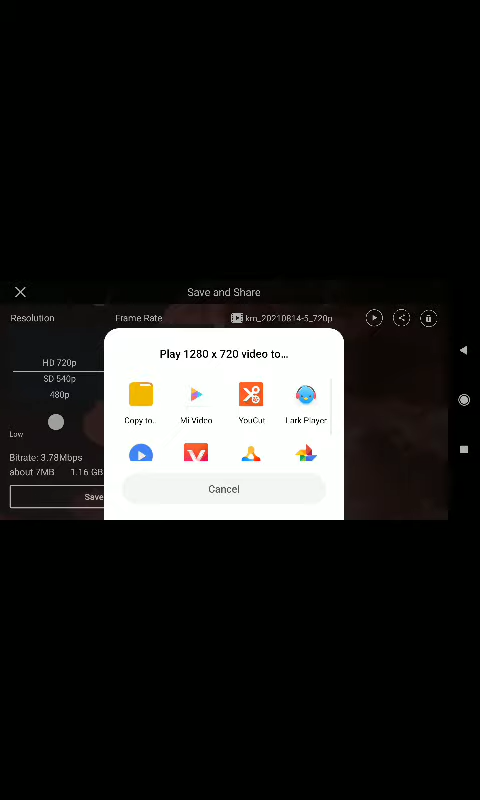 Save and Share
Resolution
Frame Rate
km_20210814-5_720p
Play 1280 x 720 video to...
HD 720p
SD 540p
480p
Copy to..
Mi Video
YouCut
Lark Player
Low
Bitrate: 3.78Mbps
about 7MB
1.16 GB
Save
Cancel